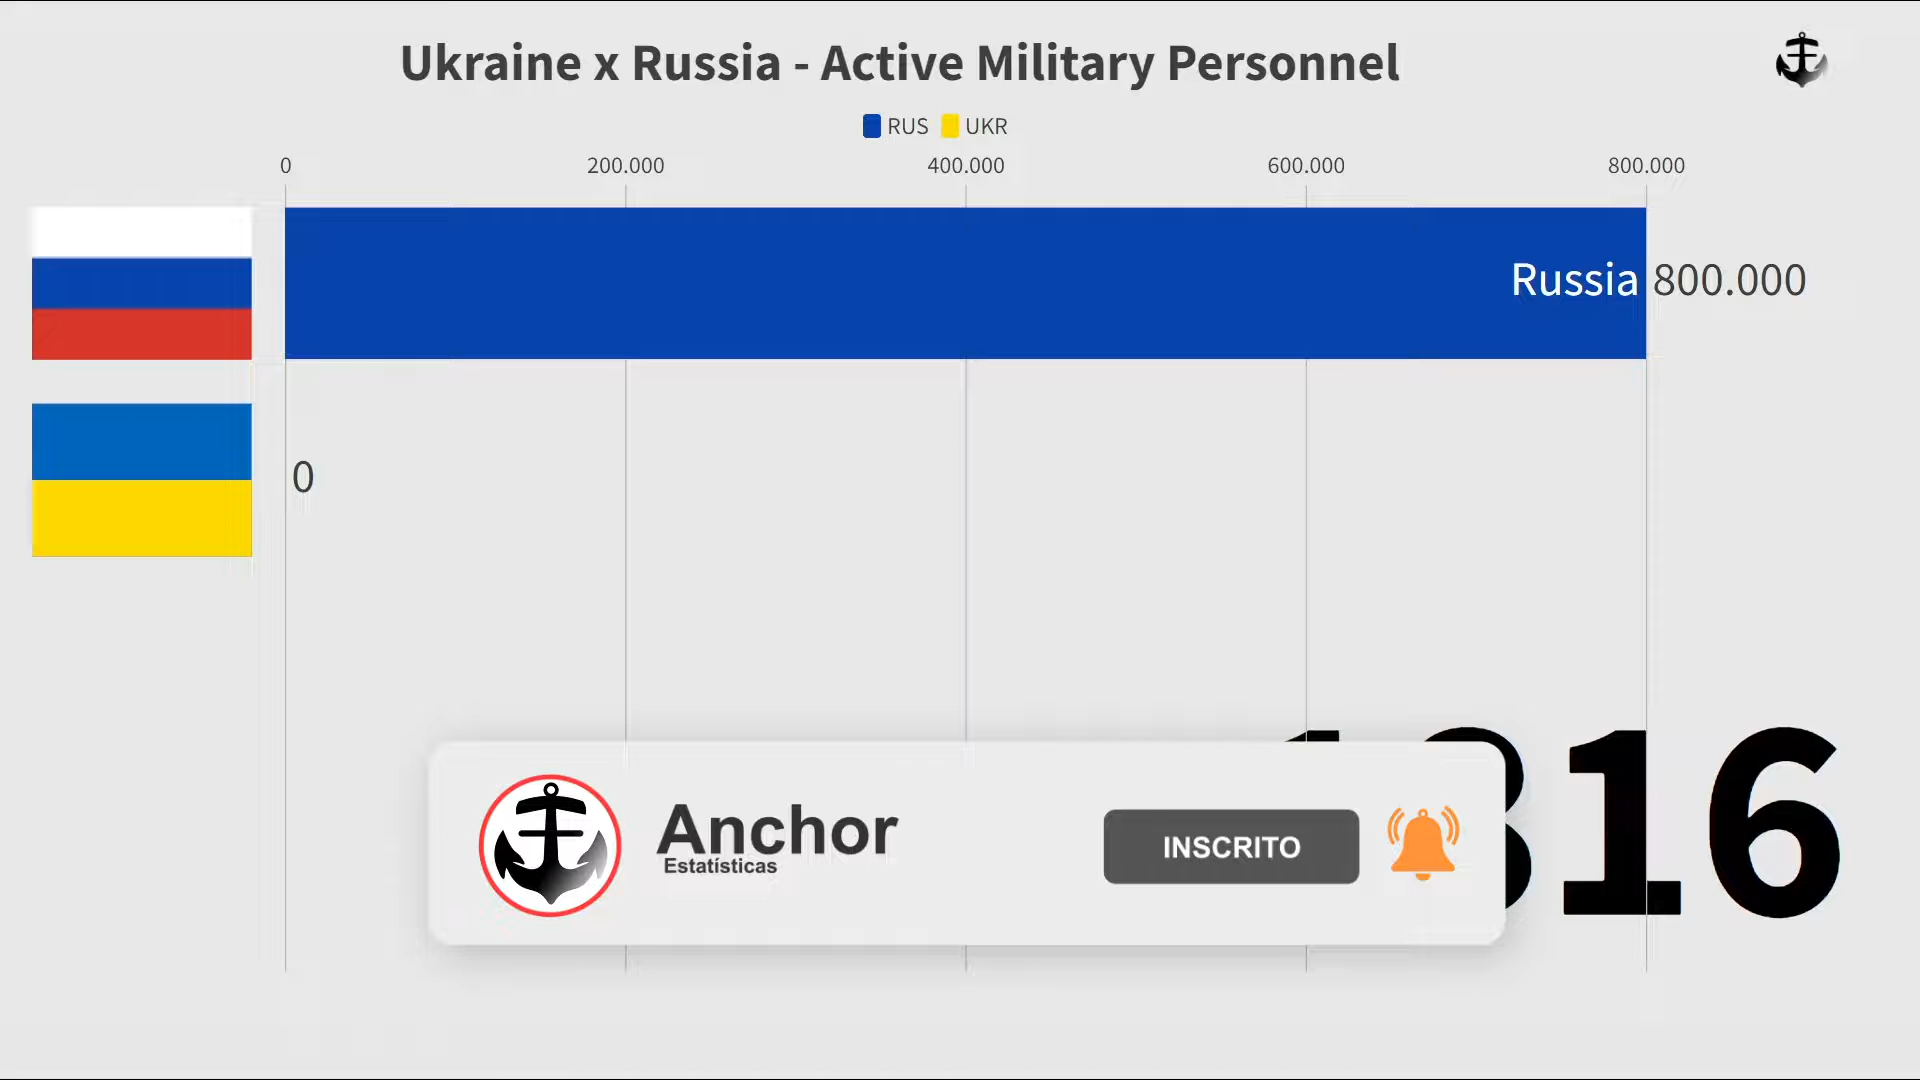 Ukraine x Russia - Active Military Personnel
RUS UKR
0 200.000 400.000 600.000 800.000
Russia 800.000
0
Anchor
Estatísticas
INSCRITO